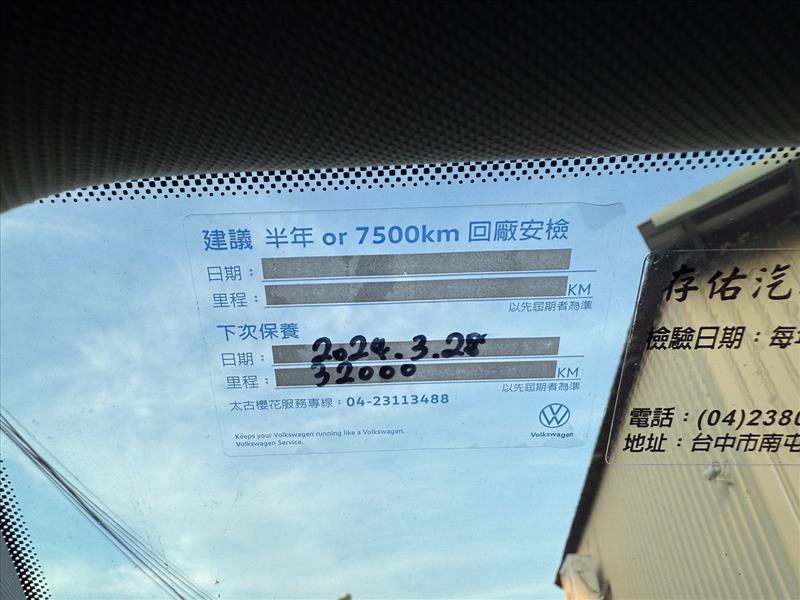 建議 半年 or 7500km 回廠安檢
日期：
里程： KM
以先屆期者為準
下次保養
日期： 2024.3.28
里程： 32000 KM
以先屆期者為準
太古櫻花服務專線：04-23113488
Keeps your Volkswagen running like a Volkswagen.
Volkswagen Service.
Volkswagen
存佑汽
檢驗日期：每
電話：(04)2380
地址：台中市南屯